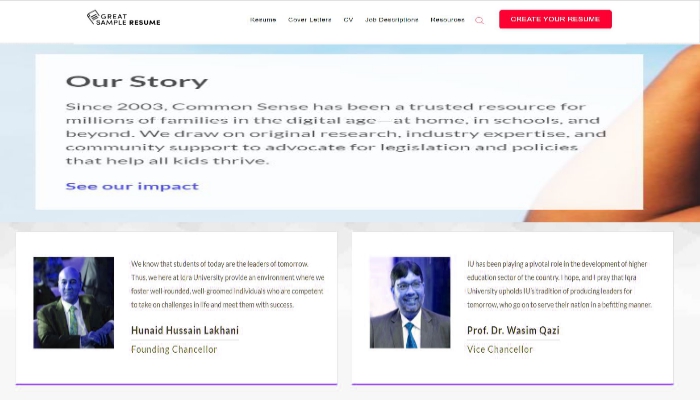 GREAT
SAMPLE RESUME
Resume Cover Letters CV Job Descriptions Resources
CREATE YOUR RESUME
Our Story
Since 2003, Common Sense has been a trusted resource for
millions of families in the digital age—at home, in schools, and
beyond. We draw on original research, industry expertise, and
community support to advocate for legislation and policies
that help all kids thrive.
See our impact
We know that students of today are the leaders of tomorrow.
Thus, we here at Iqra University provide an environment where we
foster well-rounded, well-groomed individuals who are competent
to take on challenges in life and meet them with success.
Hunaid Hussain Lakhani
Founding Chancellor
IU has been playing a pivotal role in the development of higher
education sector of the country. I hope, and I pray that Iqra
University upholds IU's tradition of producing leaders for
tomorrow, who go on to serve their nation in a befitting manner.
Prof. Dr. Wasim Qazi
Vice Chancellor